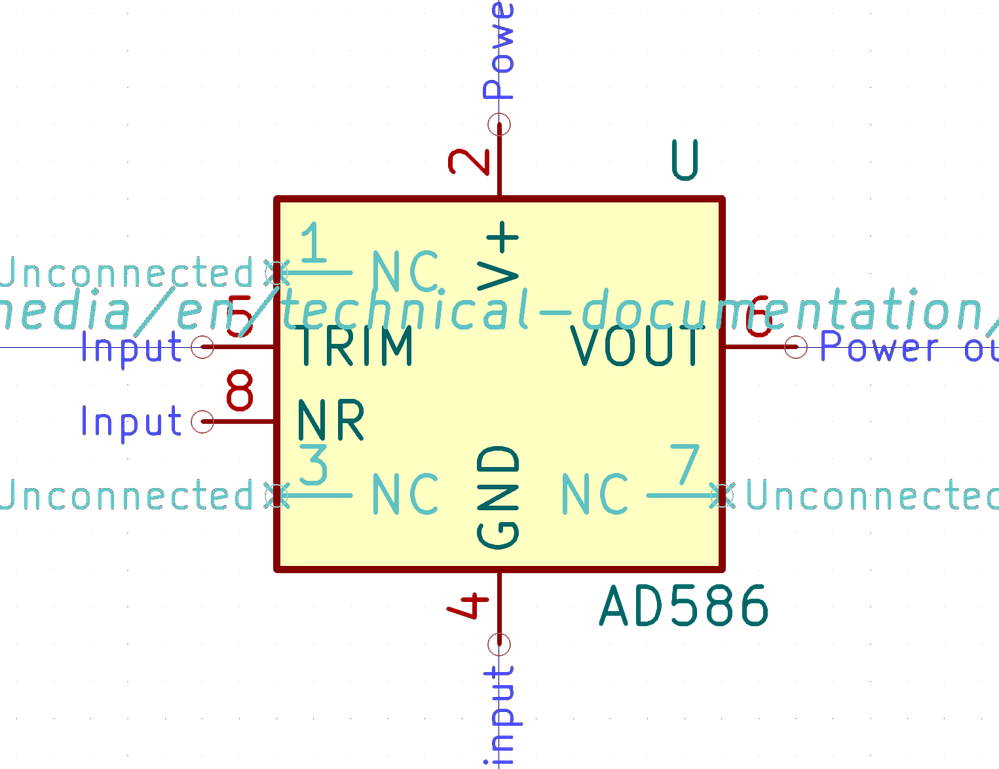 Powe
2
U
1
NC
V+
Unconnected
media/en/technical-documentation/
5
6
Input
TRIM
VOUT
Power ou
8
Input
NR
3
7
Unconnected
NC
GND
NC
Unconnected
4
AD586
input